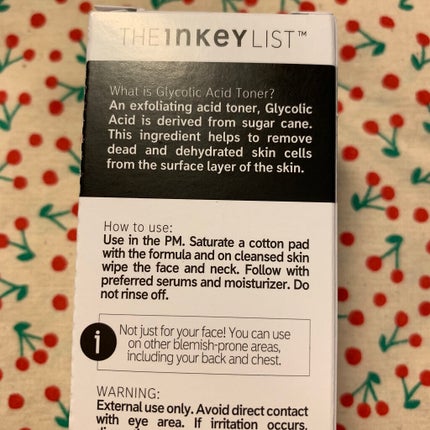 THE INKEY LIST™
What is Glycolic Acid Toner?
An exfoliating acid toner, Glycolic
Acid is derived from sugar cane.
This ingredient helps to remove
dead and dehydrated skin cells
from the surface layer of the skin.
How to use:
Use in the PM. Saturate a cotton pad
with the formula and on cleansed skin
wipe the face and neck. Follow with
preferred serums and moisturizer. Do
not rinse off.
i
Not just for your face! You can use
on other blemish-prone areas,
including your back and chest.
WARNING:
External use only. Avoid direct contact
with eye area. If irritation occurs,